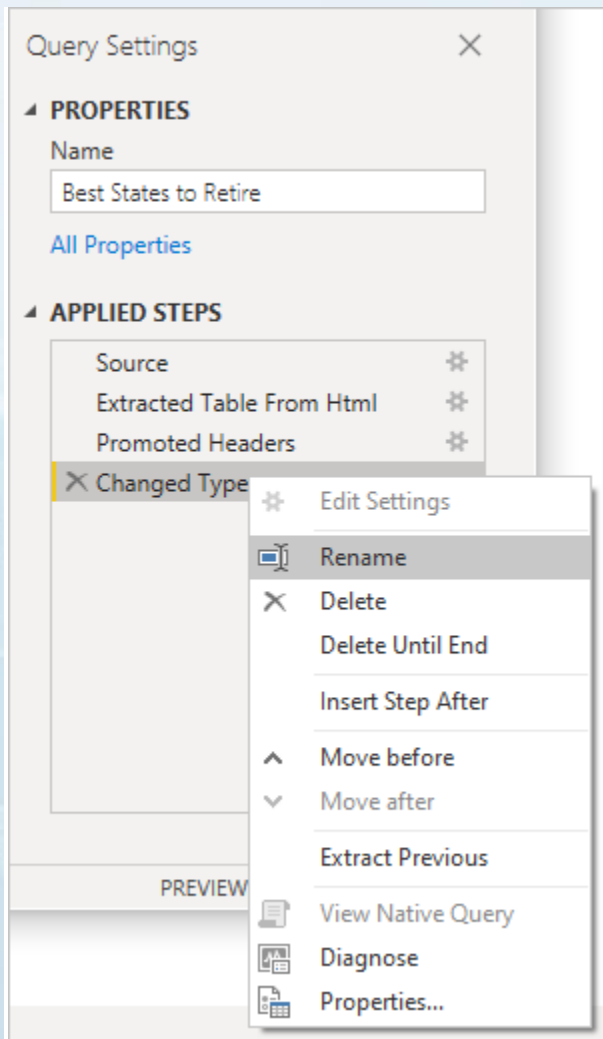 Query Settings
PROPERTIES
Name
Best States to Retire
All Properties
APPLIED STEPS
Source
Extracted Table From Html
Promoted Headers
Changed Type
Edit Settings
Rename
Delete
Delete Until End
Insert Step After
Move before
Move after
Extract Previous
PREVIEW
View Native Query
Diagnose
Properties...